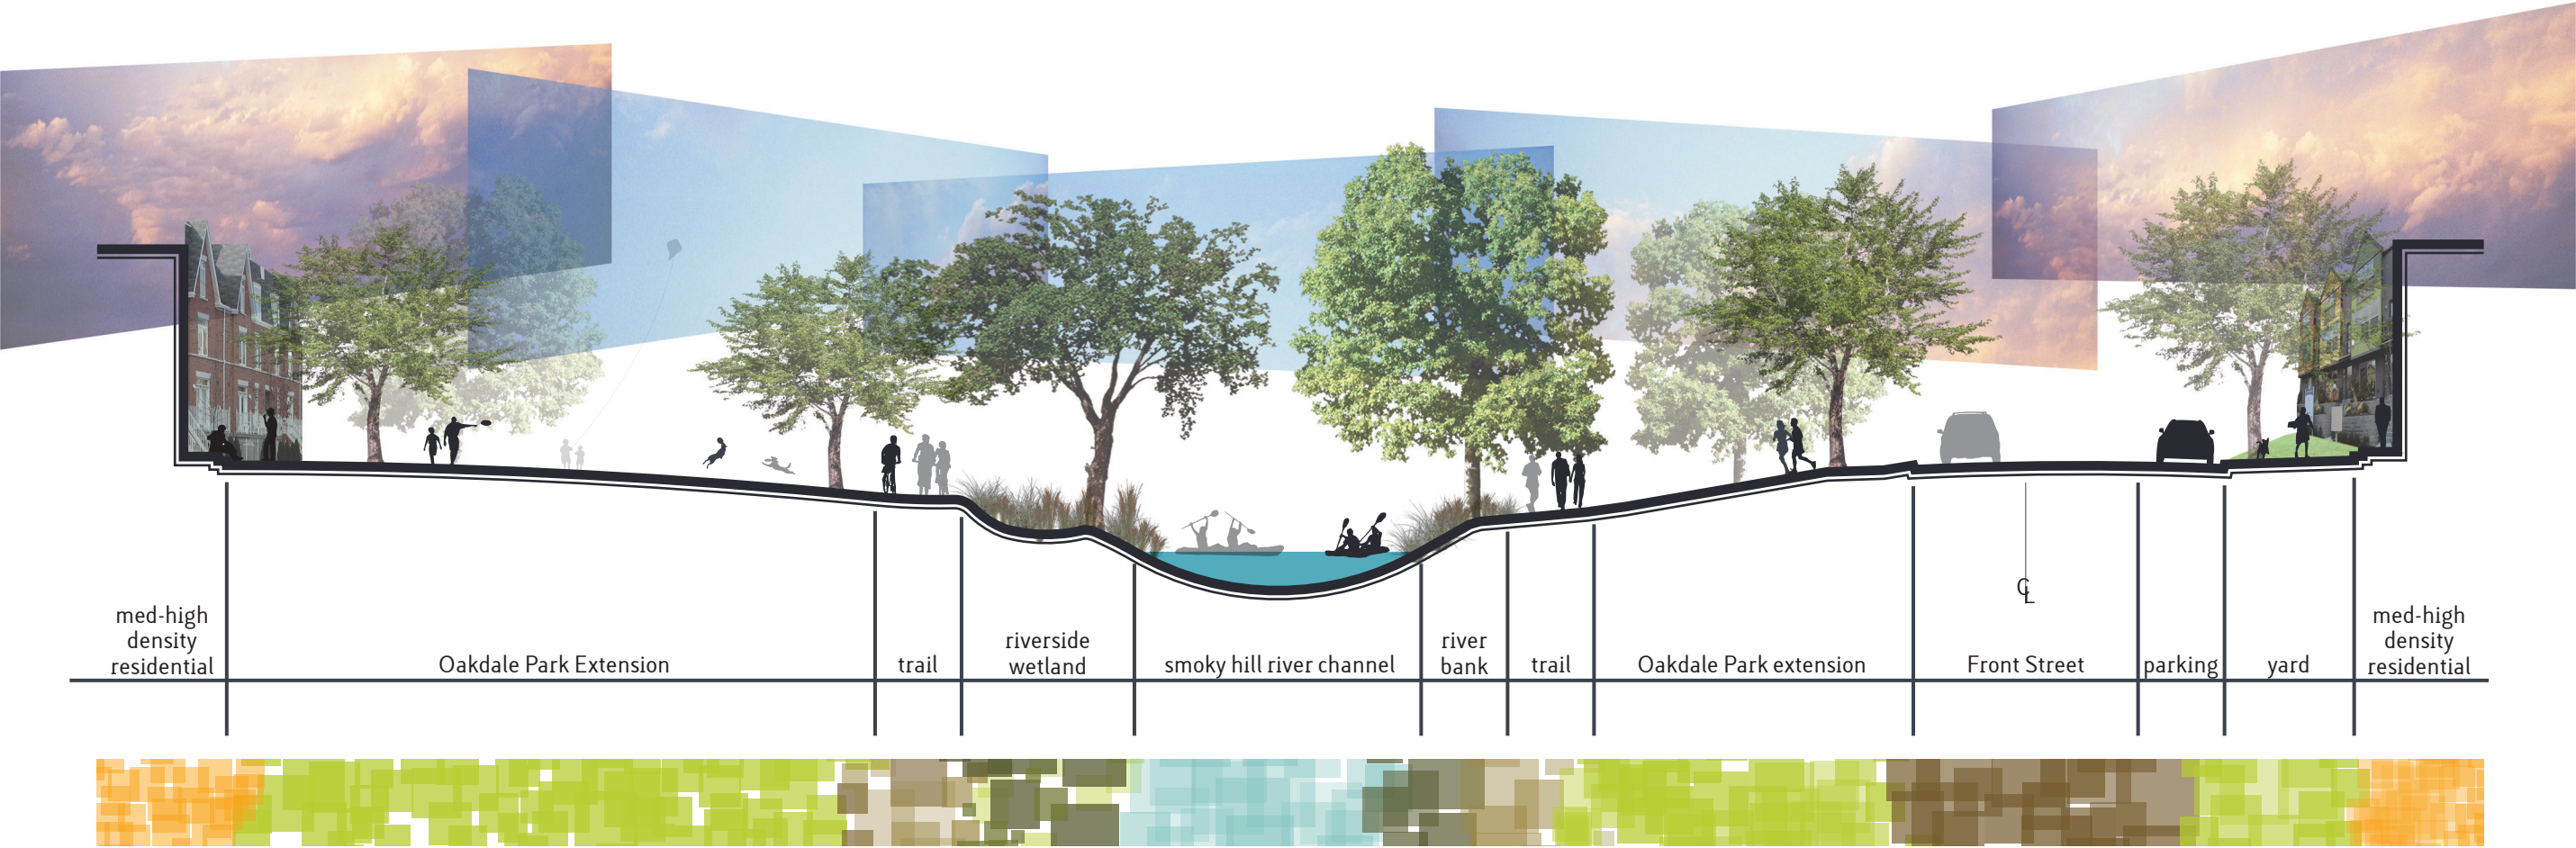 med-high
density
residential
Oakdale Park Extension
trail
riverside
wetland
smoky hill river channel
river
bank
trail
Oakdale Park extension
Front Street
CL
parking
yard
med-high
density
residential